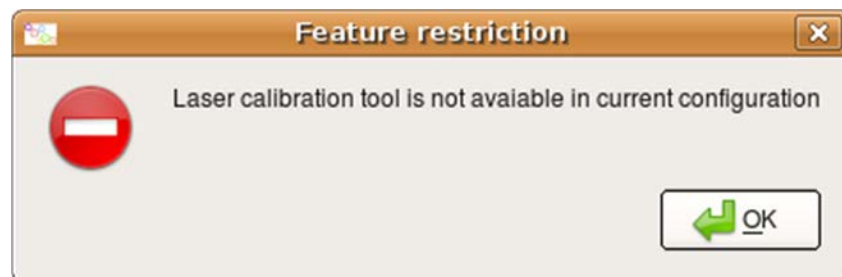 Feature restriction
Laser calibration tool is not avaiable in current configuration
OK